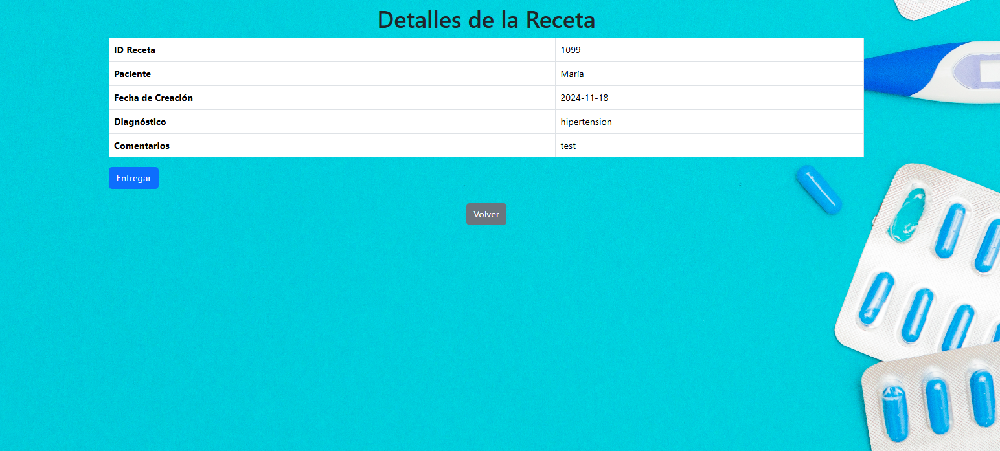 Detalles de la Receta
ID Receta 1099
Paciente María
Fecha de Creación 2024-11-18
Diagnóstico hipertension
Comentarios test
Entregar
Volver